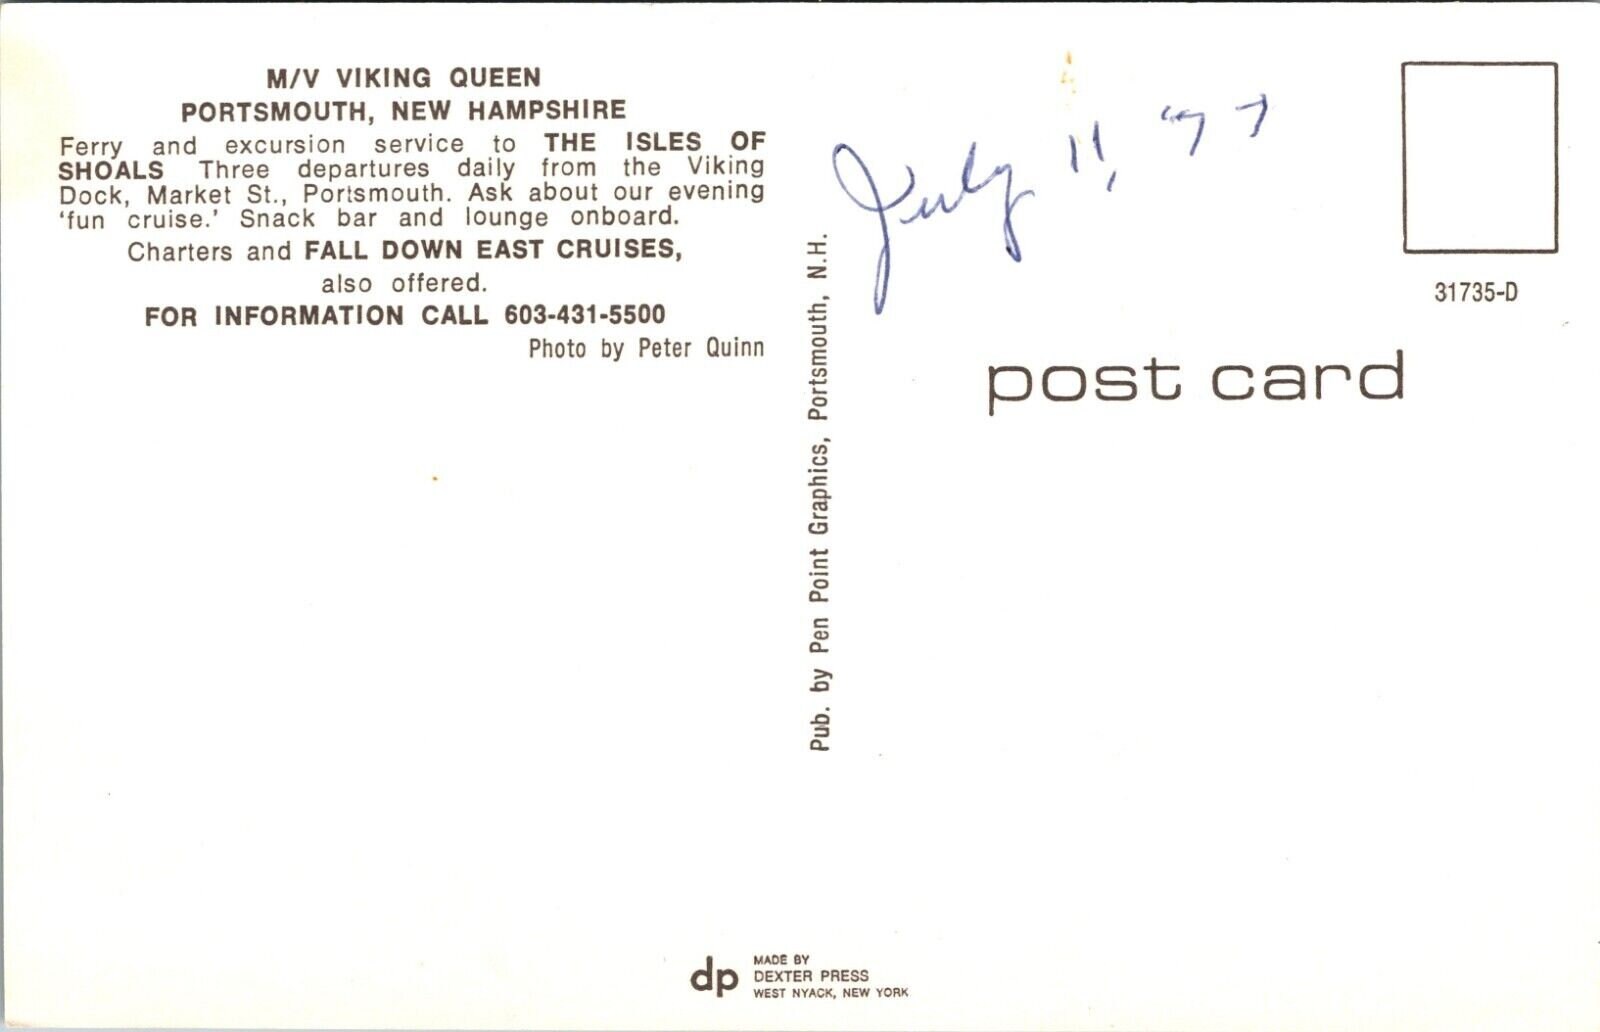 M/V VIKING QUEEN
PORTSMOUTH, NEW HAMPSHIRE
Ferry and excursion service to THE ISLES OF
SHOALS Three departures daily from the Viking
Dock, Market St., Portsmouth. Ask about our evening
‘fun cruise.’ Snack bar and lounge onboard.
Charters and FALL DOWN EAST CRUISES,
also offered.
FOR INFORMATION CALL 603-431-5500
Photo by Peter Quinn
Pub. by Pen Point Graphics, Portsmouth, N.H.
July 11, '77
31735-D
post card
dp
MADE BY
DEXTER PRESS
WEST NYACK, NEW YORK